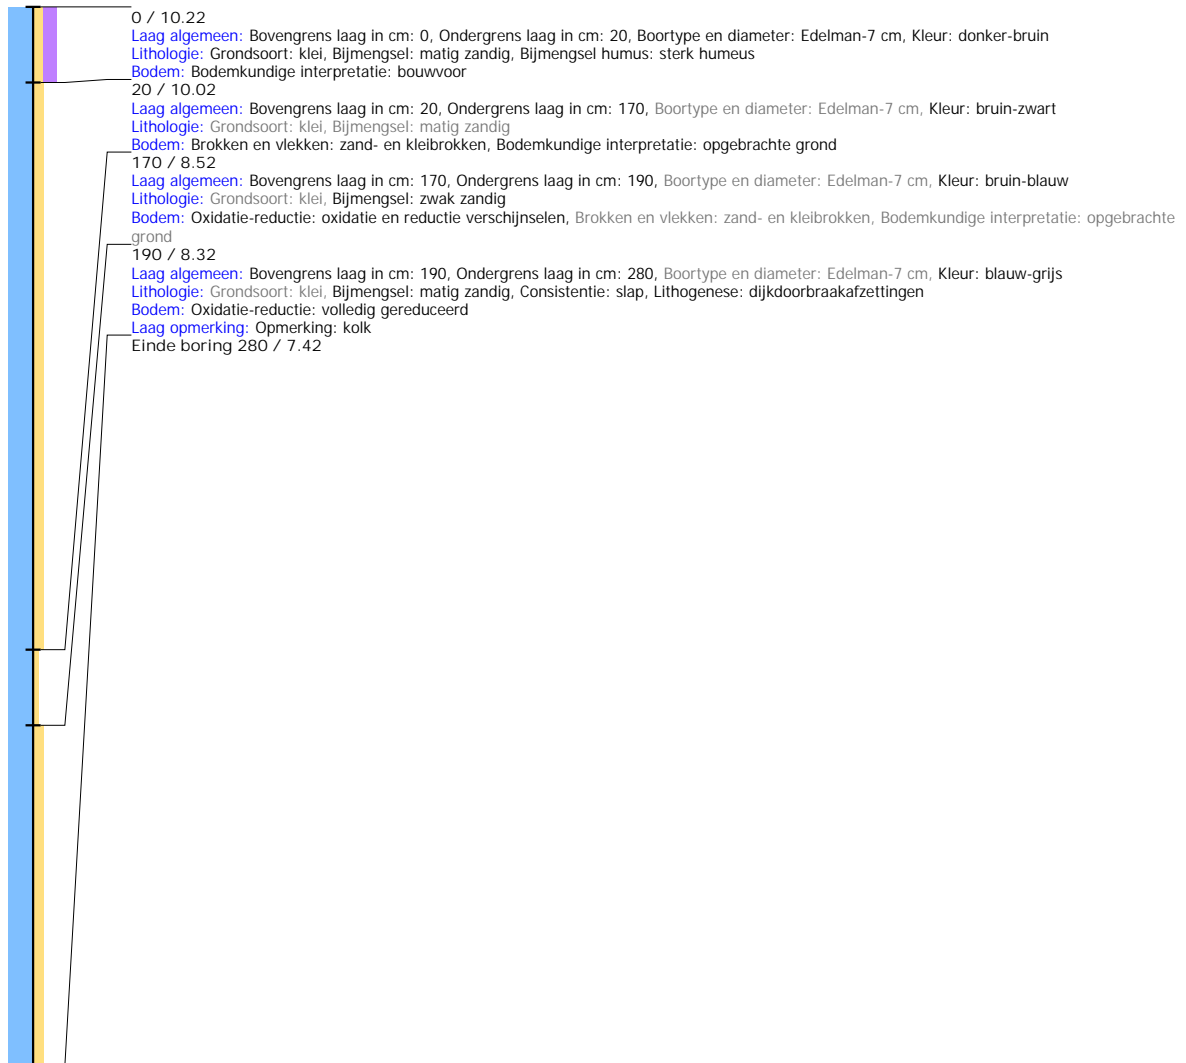 0 / 10.22
Laag algemeen: Bovengrens laag in cm: 0, Ondergrens laag in cm: 20, Boortype en diameter: Edelman-7 cm, Kleur: donker-bruin
Lithologie: Grondsoort: klei, Bijmengsel: matig zandig, Bijmengsel humus: sterk humeus
Bodem: Bodemkundige interpretatie: bouwvoor
20 / 10.02
Laag algemeen: Bovengrens laag in cm: 20, Ondergrens laag in cm: 170, Boortype en diameter: Edelman-7 cm, Kleur: bruin-zwart
Lithologie: Grondsoort: klei, Bijmengsel: matig zandig
Bodem: Brokken en vlekken: zand- en kleibrokken, Bodemkundige interpretatie: opgebrachte grond
170 / 8.52
Laag algemeen: Bovengrens laag in cm: 170, Ondergrens laag in cm: 190, Boortype en diameter: Edelman-7 cm, Kleur: bruin-blauw
Lithologie: Grondsoort: klei, Bijmengsel: zwak zandig
Bodem: Oxidatie-reductie: oxidatie en reductie verschijnselen, Brokken en vlekken: zand- en kleibrokken, Bodemkundige interpretatie: opgebrachte
grond
190 / 8.32
Laag algemeen: Bovengrens laag in cm: 190, Ondergrens laag in cm: 280, Boortype en diameter: Edelman-7 cm, Kleur: blauw-grijs
Lithologie: Grondsoort: klei, Bijmengsel: matig zandig, Consistentie: slap, Lithogenese: dijkdoorbraakafzettingen
Bodem: Oxidatie-reductie: volledig gereduceerd
Laag opmerking: Opmerking: kolk
Einde boring 280 / 7.42